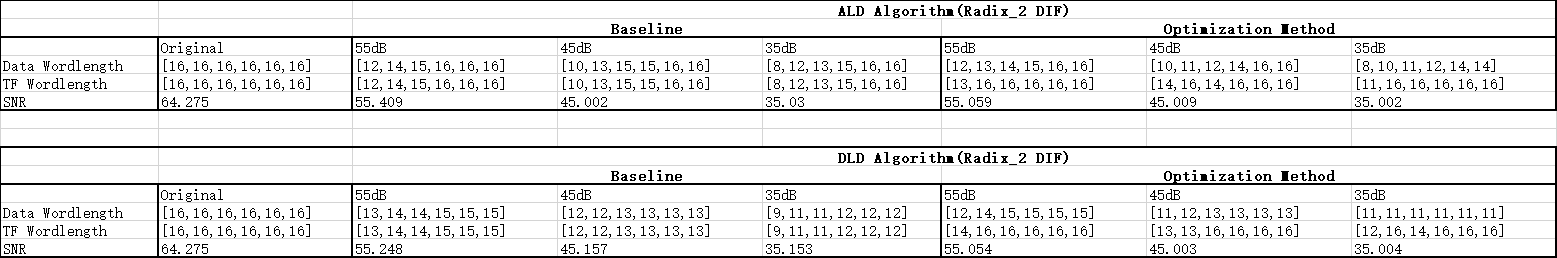 ALD Algorithm(Radix_2 DIF)
Baseline Optimization Method
Original 55dB 45dB 35dB 55dB 45dB 35dB
Data Wordlength [16,16,16,16,16,16] [12,14,15,16,16,16] [10,13,15,15,16,16] [8,12,13,15,16,16] [12,13,14,15,16,16] [10,11,12,14,16,16] [8,10,11,12,14,14]
TF Wordlength [16,16,16,16,16,16] [12,14,15,16,16,16] [10,13,15,15,16,16] [8,12,13,15,16,16] [13,16,16,16,16,16] [14,16,14,16,16,16] [11,16,16,16,16,16]
SNR 64.275 55.409 45.002 35.03 55.059 45.009 35.002
DLD Algorithm(Radix_2 DIF)
Baseline Optimization Method
Original 55dB 45dB 35dB 55dB 45dB 35dB
Data Wordlength [16,16,16,16,16,16] [13,14,14,15,15,15] [12,12,13,13,13,13] [9,11,11,12,12,12] [12,14,15,15,15,15] [11,12,13,13,13,13] [11,11,11,11,11,11]
TF Wordlength [16,16,16,16,16,16] [13,14,14,15,15,15] [12,12,13,13,13,13] [9,11,11,12,12,12] [14,16,16,16,16,16] [13,13,16,16,16,16] [12,16,14,16,16,16]
SNR 64.275 55.248 45.157 35.153 55.054 45.003 35.004